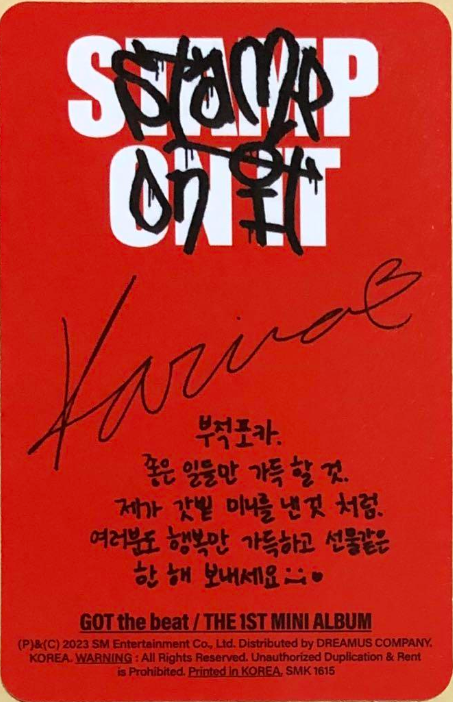 STAMP
ON IT
Stamp
on it
Karina
부적포카.
좋은 일들만 가득 할 것.
제가 갓빝 미니를 낸 것 처럼.
여러분도 행복만 가득하고 선물같은
한 해 보내세요
GOT the beat / THE 1ST MINI ALBUM
(P)&(C) 2023 SM Entertainment Co., Ltd. Distributed by DREAMUS COMPANY.
KOREA. WARNING : All Rights Reserved. Unauthorized Duplication & Rent
is Prohibited. Printed in KOREA. SMK 1615